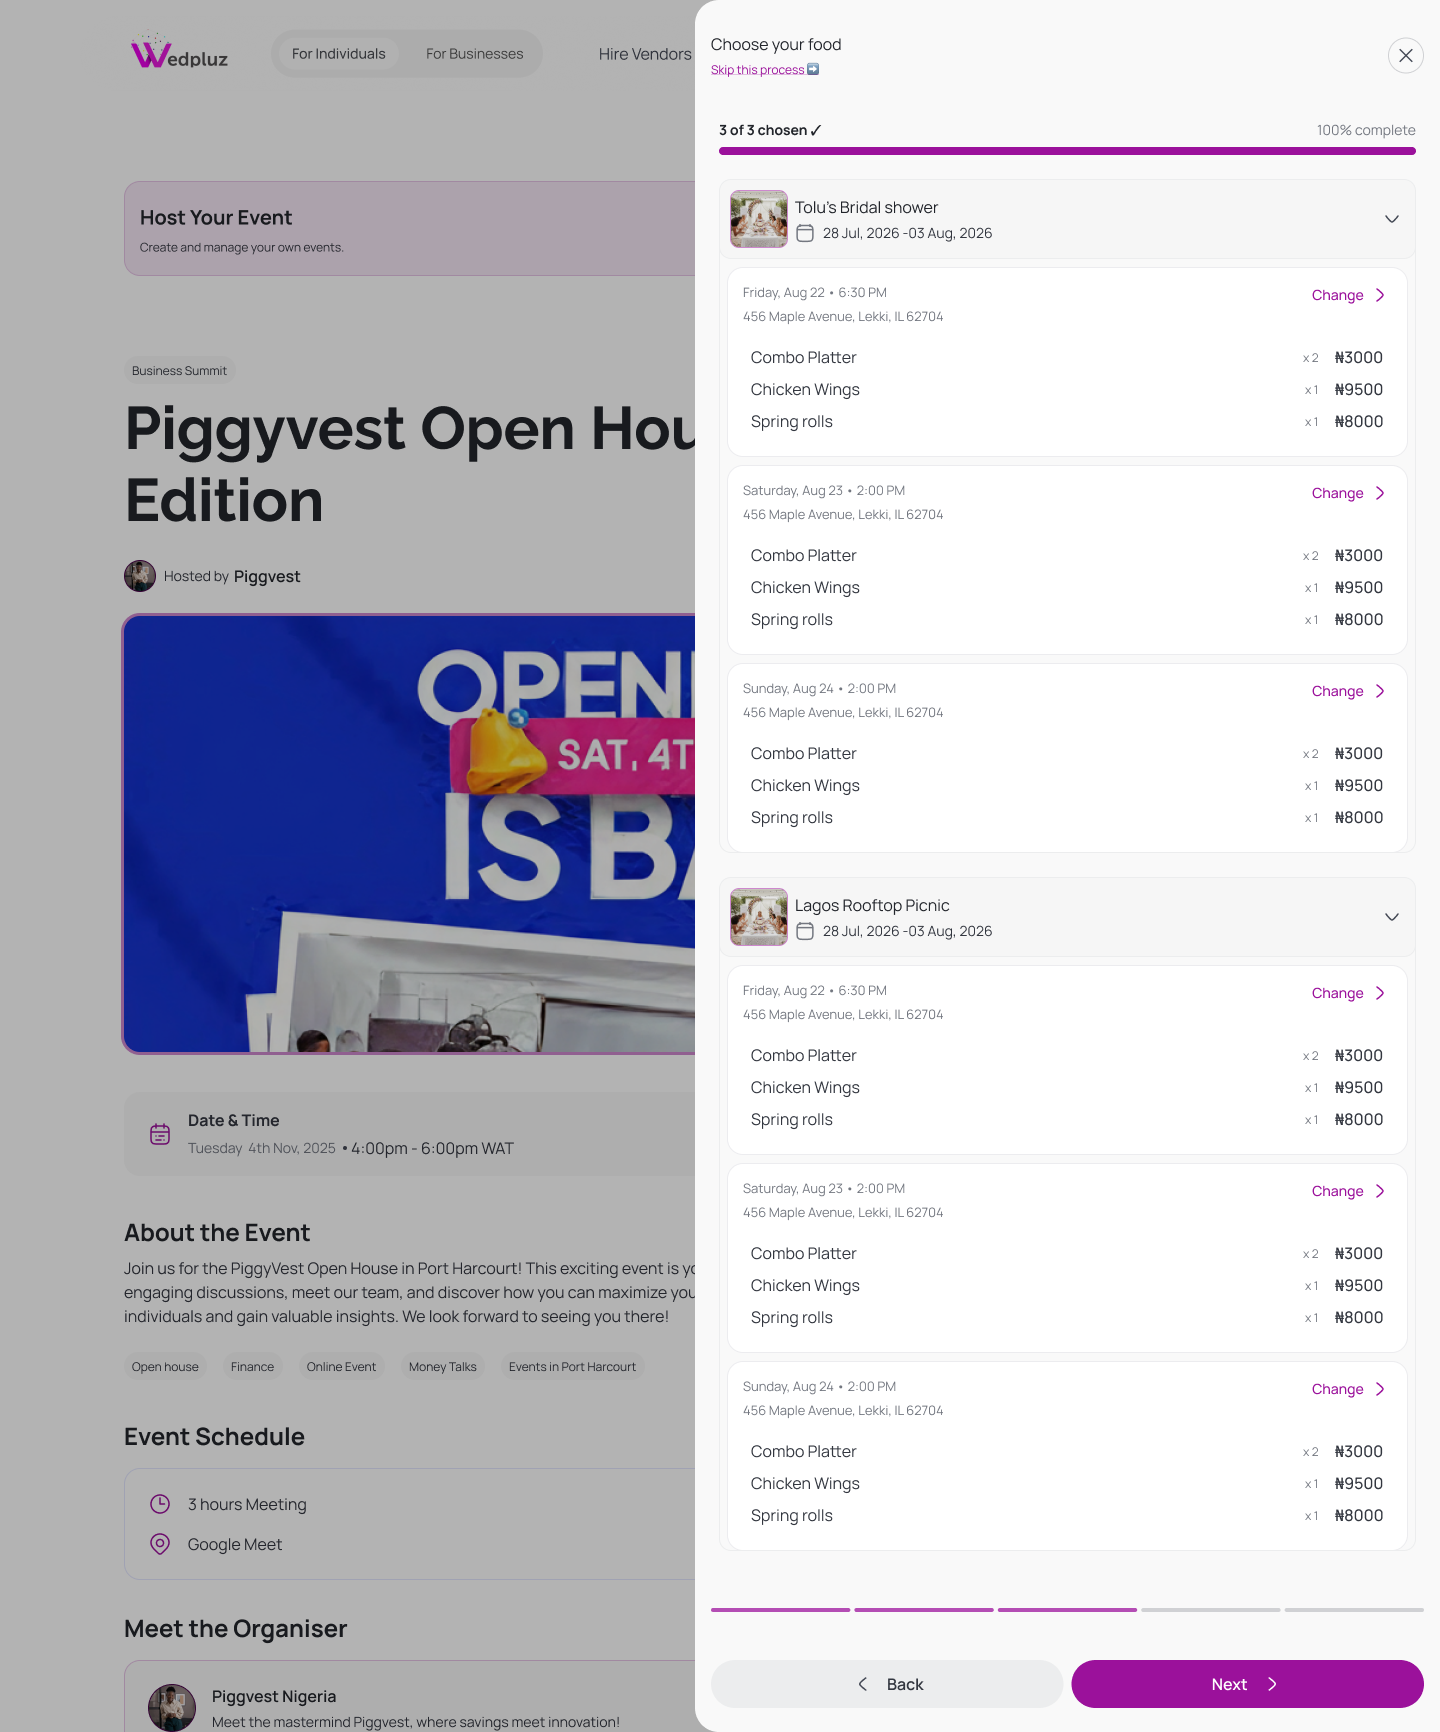 Wedpluz
For Individuals
For Businesses
Hire Vendors
Host Your Event
Create and manage your own events.
Business Summit
Piggyvest Open Hou
Edition
Hosted by Piggvest
OPEN
SAT, 4T
IS BA
Date & Time
Tuesday 4th Nov, 2025 • 4:00pm - 6:00pm WAT
About the Event
Join us for the PiggyVest Open House in Port Harcourt! This exciting event is yo
engaging discussions, meet our team, and discover how you can maximize you
individuals and gain valuable insights. We look forward to seeing you there!
Open house
Finance
Online Event
Money Talks
Events in Port Harcourt
Event Schedule
3 hours Meeting
Google Meet
Meet the Organiser
Piggvest Nigeria
Meet the mastermind Piggvest, where savings meet innovation!
Choose your food
Skip this process ➡
3 of 3 chosen ✓
100% complete
Tolu's Bridal shower
28 Jul, 2026 -03 Aug, 2026
Friday, Aug 22 • 6:30 PM
Change
456 Maple Avenue, Lekki, IL 62704
Combo Platter x 2 ₦3000
Chicken Wings x 1 ₦9500
Spring rolls x 1 ₦8000
Saturday, Aug 23 • 2:00 PM
Change
456 Maple Avenue, Lekki, IL 62704
Combo Platter x 2 ₦3000
Chicken Wings x 1 ₦9500
Spring rolls x 1 ₦8000
Sunday, Aug 24 • 2:00 PM
Change
456 Maple Avenue, Lekki, IL 62704
Combo Platter x 2 ₦3000
Chicken Wings x 1 ₦9500
Spring rolls x 1 ₦8000
Lagos Rooftop Picnic
28 Jul, 2026 -03 Aug, 2026
Friday, Aug 22 • 6:30 PM
Change
456 Maple Avenue, Lekki, IL 62704
Combo Platter x 2 ₦3000
Chicken Wings x 1 ₦9500
Spring rolls x 1 ₦8000
Saturday, Aug 23 • 2:00 PM
Change
456 Maple Avenue, Lekki, IL 62704
Combo Platter x 2 ₦3000
Chicken Wings x 1 ₦9500
Spring rolls x 1 ₦8000
Sunday, Aug 24 • 2:00 PM
Change
456 Maple Avenue, Lekki, IL 62704
Combo Platter x 2 ₦3000
Chicken Wings x 1 ₦9500
Spring rolls x 1 ₦8000
Back
Next